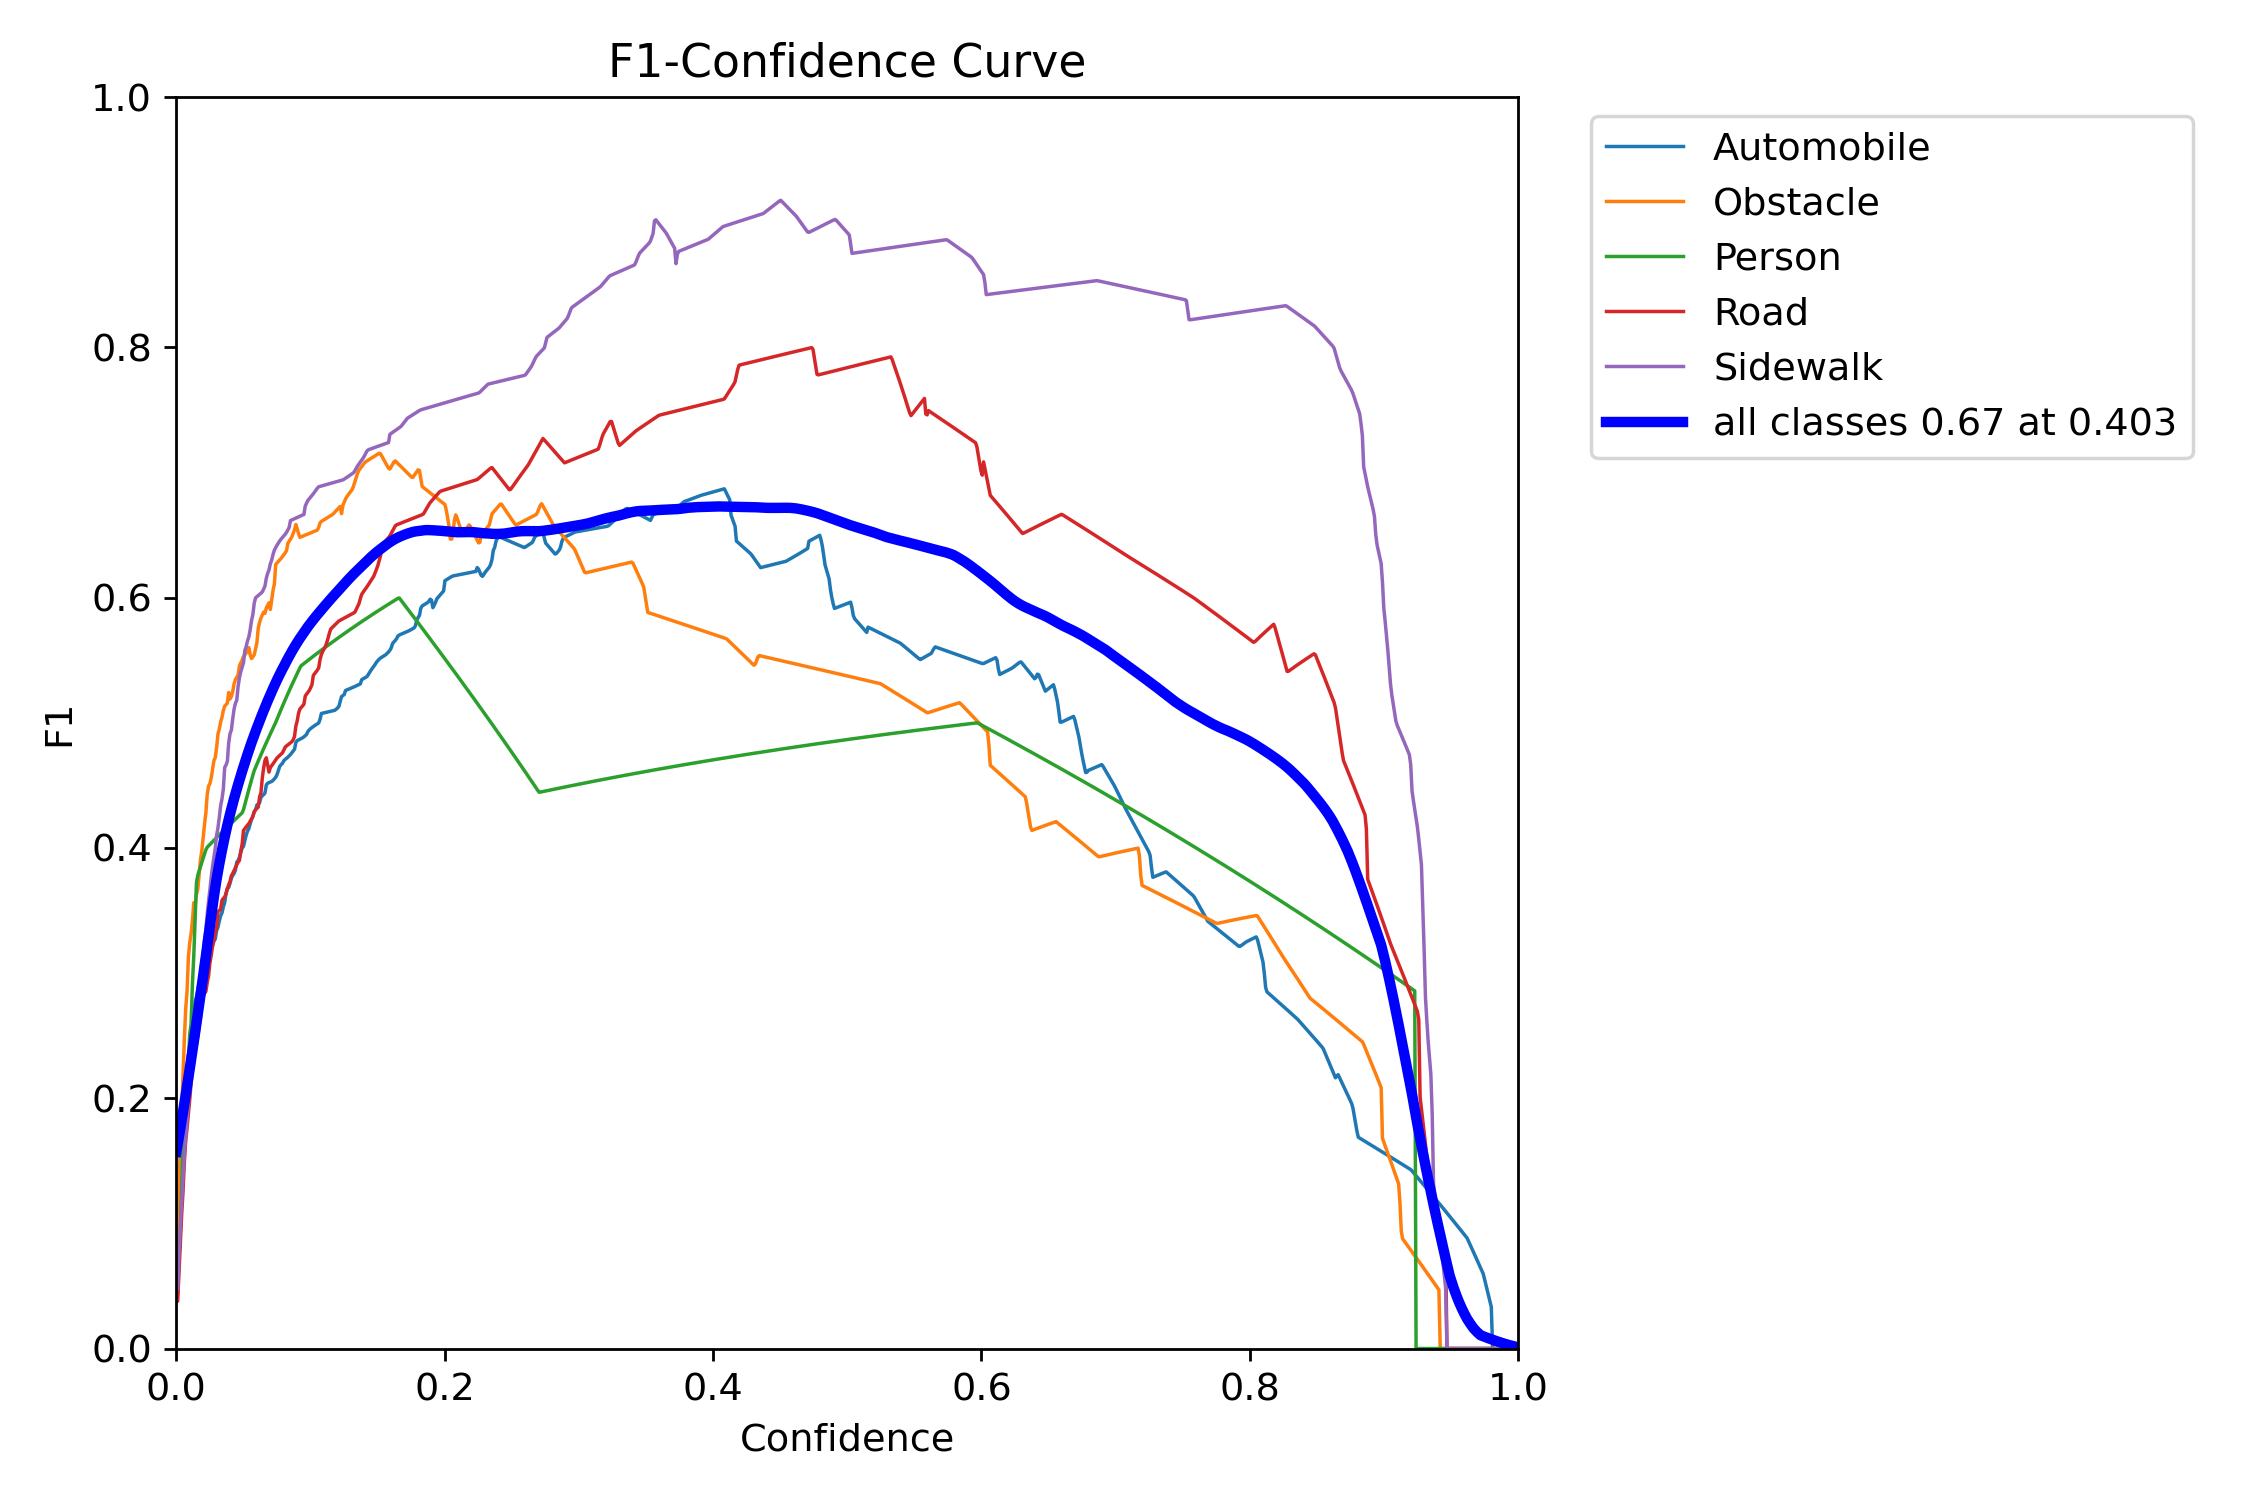 F1-Confidence Curve
1.0
0.8
0.6
0.4
0.2
0.0
F1
0.0 0.2 0.4 0.6 0.8 1.0
Confidence
Automobile
Obstacle
Person
Road
Sidewalk
all classes 0.67 at 0.403